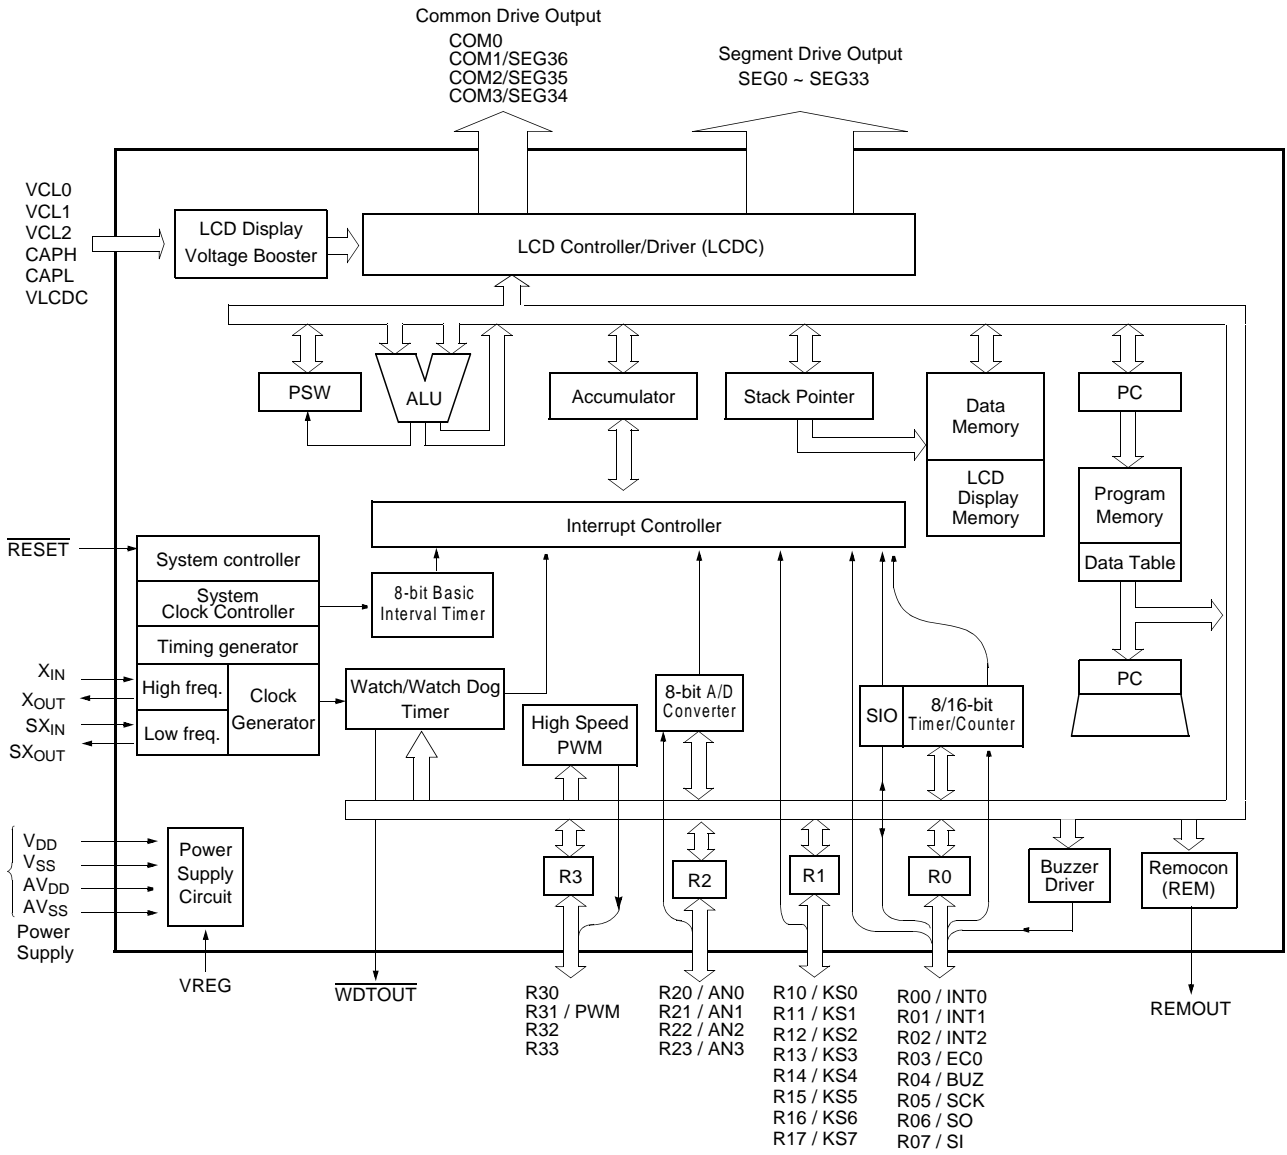 Common Drive Output
COM0
COM1/SEG36
COM2/SEG35
COM3/SEG34
Segment Drive Output
SEG0 ~ SEG33
VCL0
VCL1
VCL2
CAPH
CAPL
VLCDC
LCD Display
Voltage Booster
LCD Controller/Driver (LCDC)
PSW
ALU
Accumulator
Stack Pointer
Data
Memory
LCD
Display
Memory
PC
Program
Memory
Data Table
PC
Interrupt Controller
RESET
System controller
System
Clock Controller
Timing generator
High freq.
Low freq.
Clock
Generator
8-bit Basic
Interval Timer
XIN
XOUT
SXIN
SXOUT
Watch/Watch Dog
Timer
High Speed
PWM
8-bit A/D
Converter
SIO
8/16-bit
Timer/Counter
VDD
VSS
AVDD
AVSS
Power
Supply
Power
Supply
Circuit
VREG
R3
R2
R1
R0
Buzzer
Driver
Remocon
(REM)
WDTOUT
R30
R31 / PWM
R32
R33
R20 / AN0
R21 / AN1
R22 / AN2
R23 / AN3
R10 / KS0
R11 / KS1
R12 / KS2
R13 / KS3
R14 / KS4
R15 / KS5
R16 / KS6
R17 / KS7
R00 / INT0
R01 / INT1
R02 / INT2
R03 / EC0
R04 / BUZ
R05 / SCK
R06 / SO
R07 / SI
REMOUT